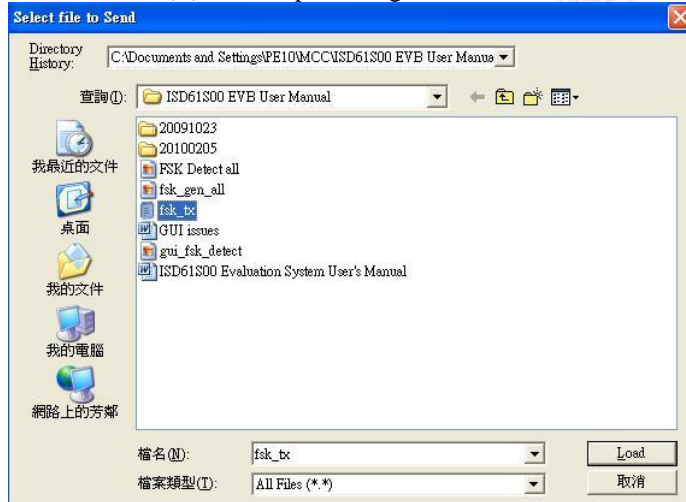 Select file to Send
Directory History: C:\Documents and Settings\PE10\MCC\ISD61S00 EVB User Manua
查詢(I): ISD61S00 EVB User Manual
我最近的文件
桌面
我的文件
我的電腦
網路上的芳鄰
20091023
20100205
FSK Detect all
fsk_gen_all
fsk_tx
GUI issues
gui_fsk_detect
ISD61S00 Evaluation System User's Manual
檔名(N): fsk_tx
Load
檔案類型(T): All Files (*.*)
取消